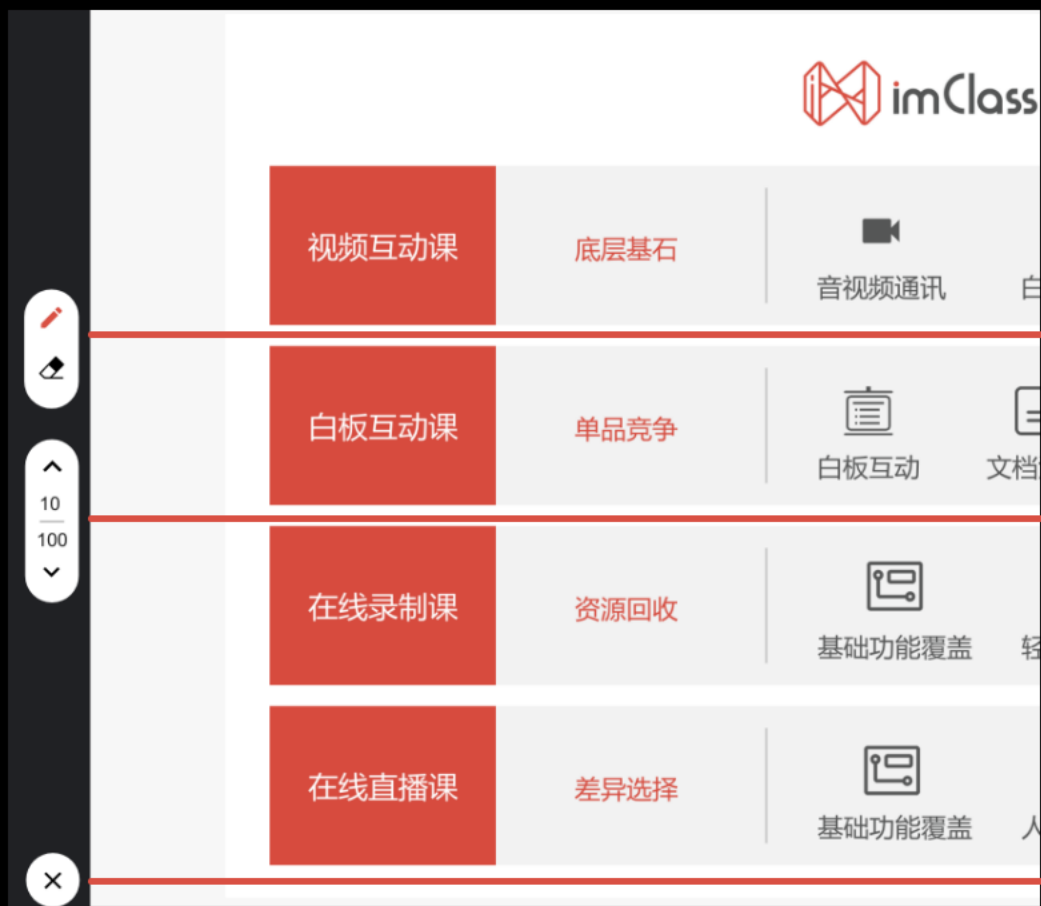 imClass
视频互动课
底层基石
音视频通讯
白板互动课
单品竞争
白板互动
文档
10
100
在线录制课
资源回收
基础功能覆盖
在线直播课
差异选择
基础功能覆盖
人